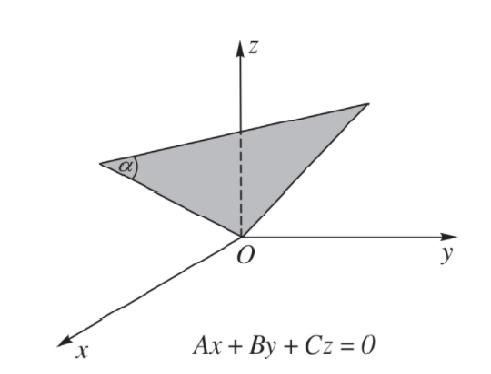 z
α
O
y
x
Ax + By + Cz = 0